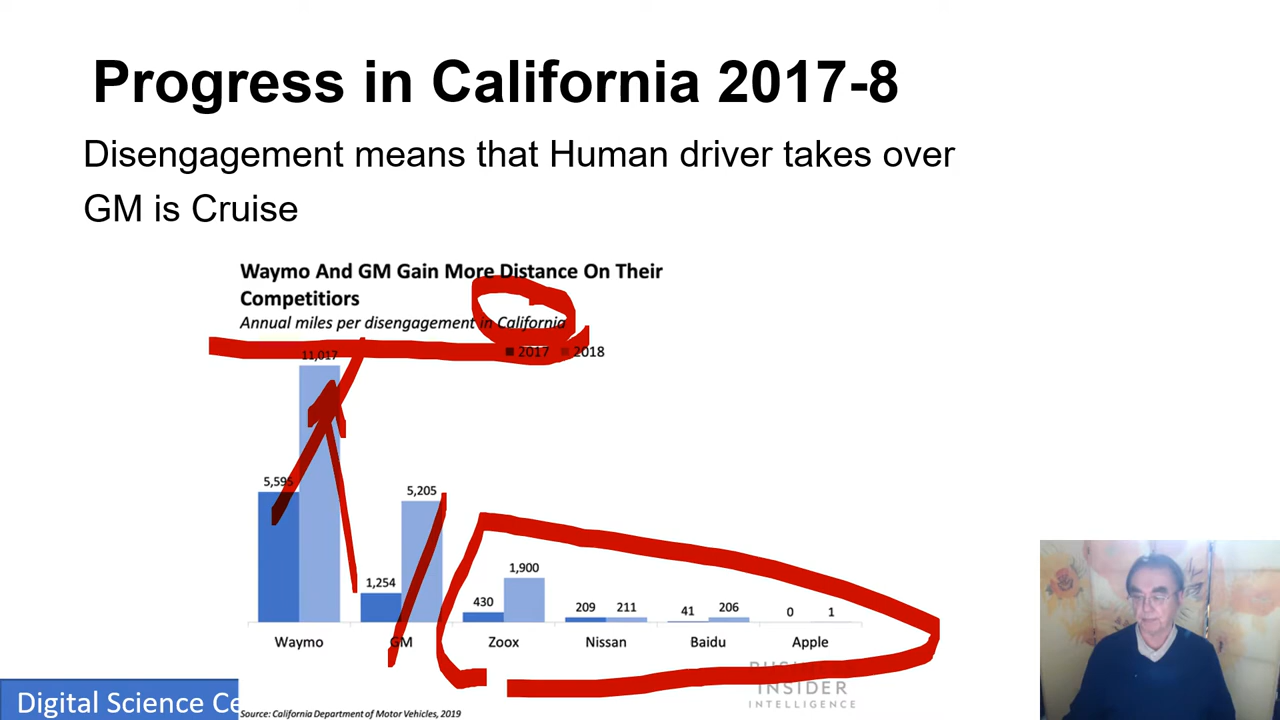 Progress in California 2017-8
Disengagement means that Human driver takes over
GM is Cruise
Waymo And GM Gain More Distance On Their
Competitiors
Annual miles per disengagement in California
2017 2018
11,017
5,595
5,205
1,254
1,900
430
209 211
41 206
0 1
Waymo GM Zoox Nissan Baidu Apple
BUSINESS
INSIDER
INTELLIGENCE
Digital Science Ce
Source: California Department of Motor Vehicles, 2019